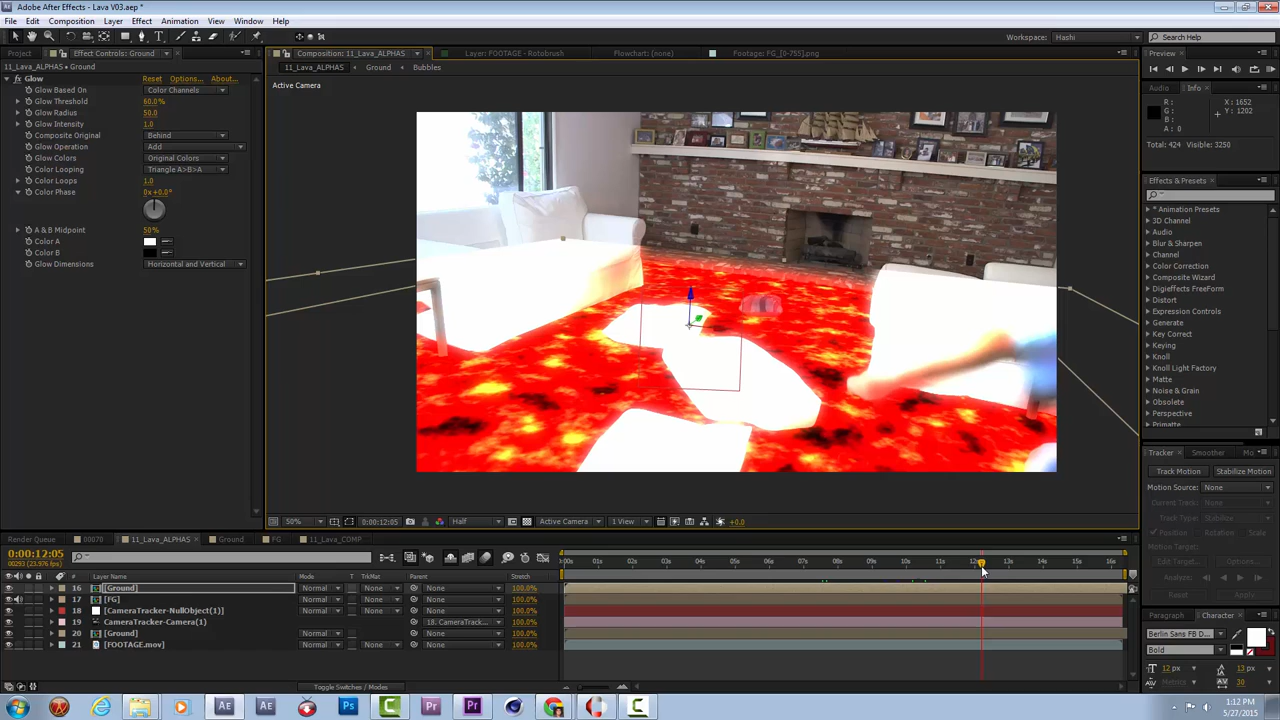 Adobe After Effects - Lava V03.aep *
File Edit Composition Layer Effect Animation View Window Help
Workspace: Hashi Search Help
Effect Controls: Ground
Composition: 11_Lava_ALPHAS
Layer: FOOTAGE - Rotobrush
Flowchart: (none)
Footage: FG_[0-755].png
11_Lava_ALPHAS • Ground
11_Lava_ALPHAS Ground Bubbles
Active Camera
fx Glow Reset Options... About...
Glow Based On Color Channels
Glow Threshold 60.0%
Glow Radius 50.0
Glow Intensity 1.0
Composite Original Behind
Glow Operation Add
Glow Colors Original Colors
Color Looping Triangle A>B>A
Color Loops 1.0
Color Phase 0x+0.0°
A & B Midpoint 50%
Color A
Color B
Glow Dimensions Horizontal and Vertical
Preview
Audio Info
R : X : 1652
G : Y : 1202
B :
A : 0
Total: 424 Visible: 3250
Effects & Presets
* Animation Presets
3D Channel
Audio
Blur & Sharpen
Channel
Color Correction
Composite Wizard
Digieffects FreeForm
Distort
Expression Controls
Generate
Key Correct
Keying
Knoll
Knoll Light Factory
Matte
Noise & Grain
Obsolete
Perspective
Primatte
Tracker Smoother Mo
Track Motion Stabilize Motion
Motion Source: None
Current Track: None
Track Type: Stabilize
Position Rotation Scale
Motion Target:
Edit Target... Options...
Analyze:
Reset Apply
50% 0:00:12:05 Half Active Camera 1 View +0.0
Render Queue 00070 11_Lava_ALPHAS Ground FG 11_Lava_COMP
0:00:12:05
00293 (23.976 fps)
# Layer Name Mode T TrkMat Parent Stretch
0:00s 01s 02s 03s 04s 05s 06s 07s 08s 09s 10s 11s 12s 13s 14s 15s 16s
16 [Ground] Normal None None 100.0%
17 [FG] Normal None None 100.0%
18 [CameraTracker-NullObject(1)] Normal None None 100.0%
19 CameraTracker-Camera(1) 18. CameraTrack... 100.0%
20 [Ground] Normal None None 100.0%
21 [FOOTAGE.mov] Normal None None 100.0%
Toggle Switches / Modes
Paragraph Character
Berlin Sans FB D...
Bold
12 px 13 px
Metrics 30
1:12 PM
5/27/2015